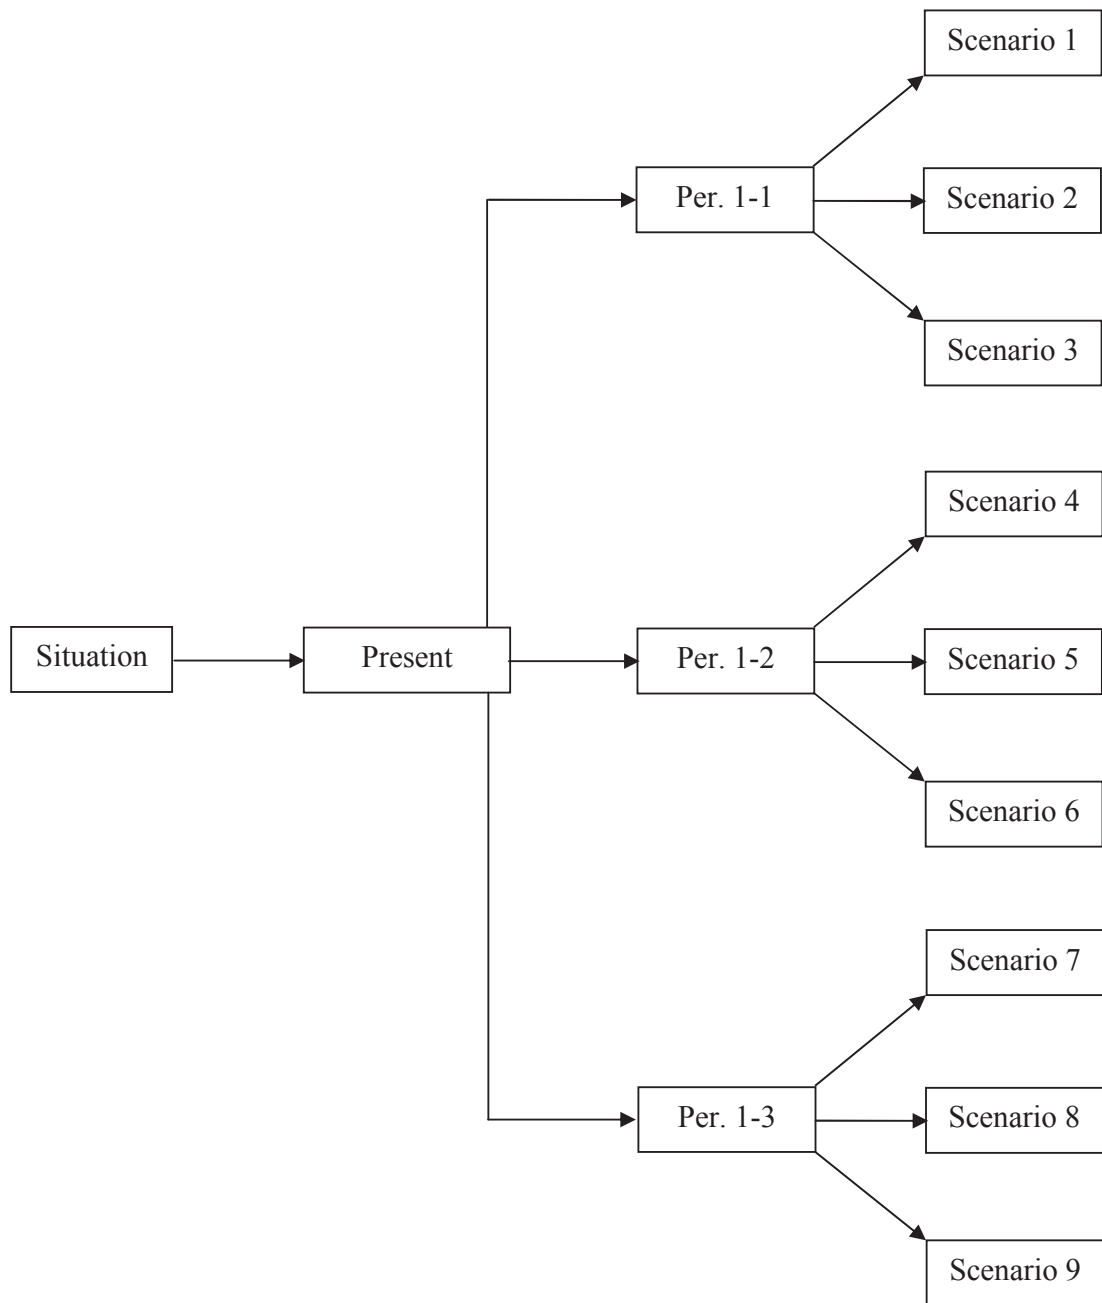 Scenario 1
Per. 1-1
Scenario 2
Scenario 3
Scenario 4
Situation
Present
Per. 1-2
Scenario 5
Scenario 6
Scenario 7
Per. 1-3
Scenario 8
Scenario 9